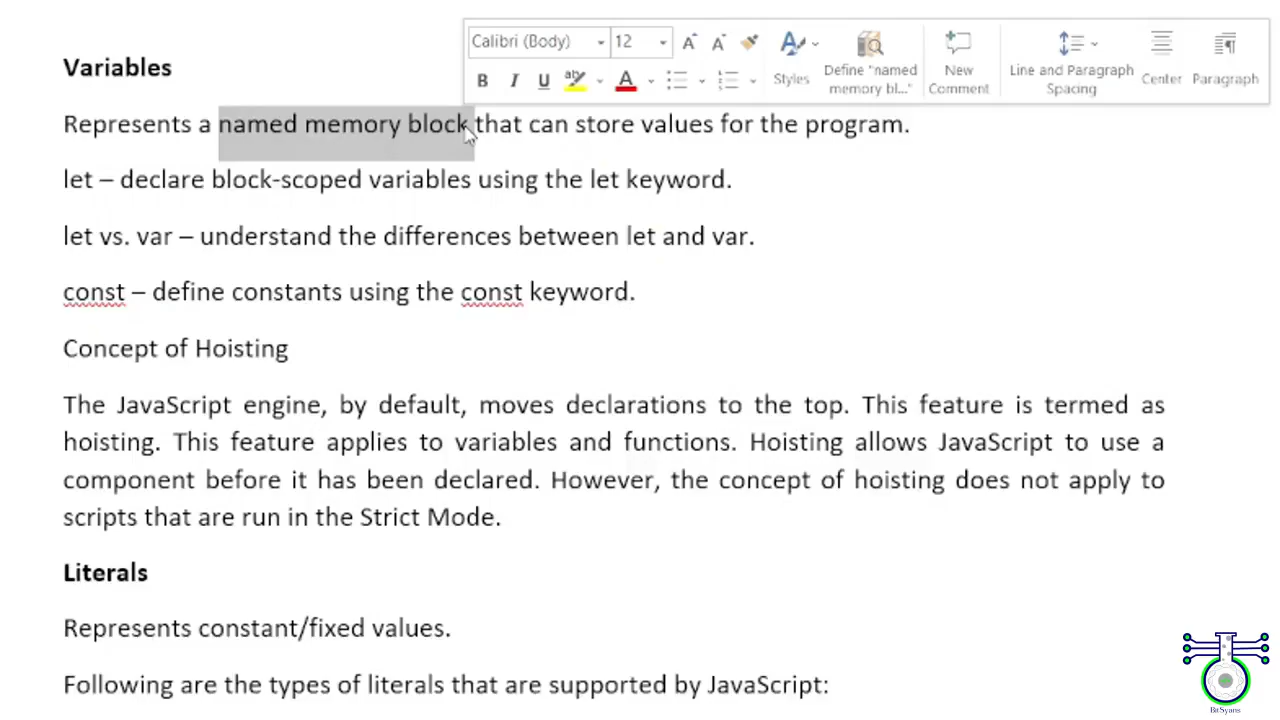 Calibri (Body) 12
B I U aby A
Styles
Define "named memory bl..."
New Comment
Line and Paragraph Spacing
Center
Paragraph
Variables
Represents a named memory block that can store values for the program.
let – declare block-scoped variables using the let keyword.
let vs. var – understand the differences between let and var.
const – define constants using the const keyword.
Concept of Hoisting
The JavaScript engine, by default, moves declarations to the top. This feature is termed as
hoisting. This feature applies to variables and functions. Hoisting allows JavaScript to use a
component before it has been declared. However, the concept of hoisting does not apply to
scripts that are run in the Strict Mode.
Literals
Represents constant/fixed values.
Following are the types of literals that are supported by JavaScript:
BitSyans